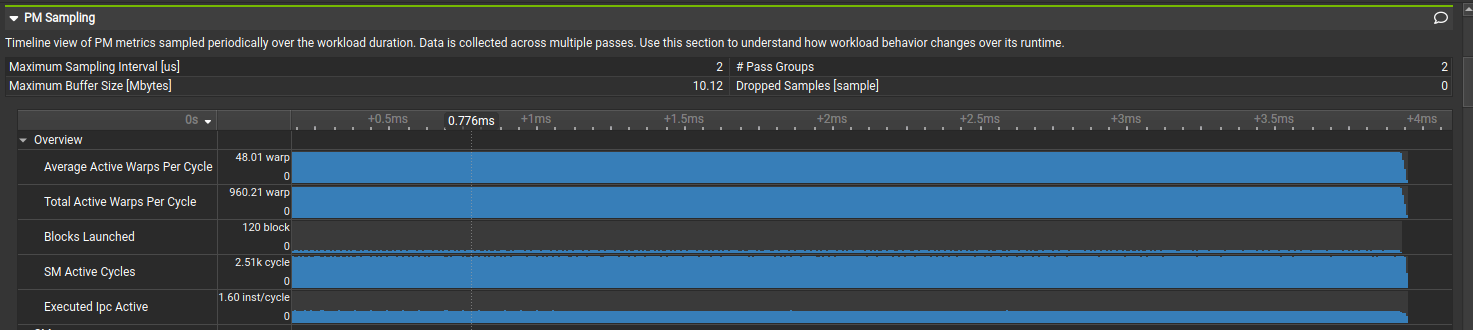 PM Sampling
Timeline view of PM metrics sampled periodically over the workload duration. Data is collected across multiple passes. Use this section to understand how workload behavior changes over its runtime.
Maximum Sampling Interval [us] 2 # Pass Groups 2
Maximum Buffer Size [Mbytes] 10.12 Dropped Samples [sample] 0
0s +0.5ms 0.776ms +1ms +1.5ms +2ms +2.5ms +3ms +3.5ms +4ms
Overview
Average Active Warps Per Cycle 48.01 warp
0
Total Active Warps Per Cycle 960.21 warp
0
Blocks Launched 120 block
0
SM Active Cycles 2.51k cycle
0
Executed Ipc Active 1.60 inst/cycle
0